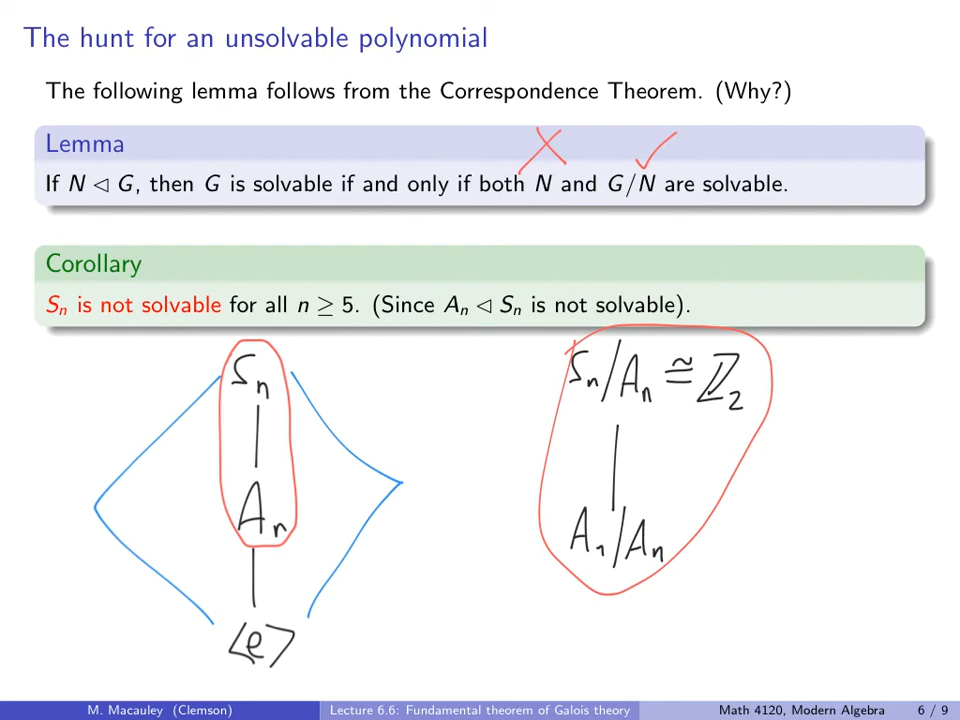 The hunt for an unsolvable polynomial
The following lemma follows from the Correspondence Theorem. (Why?)
Lemma
If N ◁ G, then G is solvable if and only if both N and G/N are solvable.
Corollary
Sₙ is not solvable for all n ≥ 5. (Since Aₙ ◁ Sₙ is not solvable).
Sₙ
Aₙ
⟨e⟩
Sₙ/Aₙ ≅ ℤ₂
Aₙ/Aₙ
M. Macauley (Clemson) Lecture 6.6: Fundamental theorem of Galois theory Math 4120, Modern Algebra 6 / 9